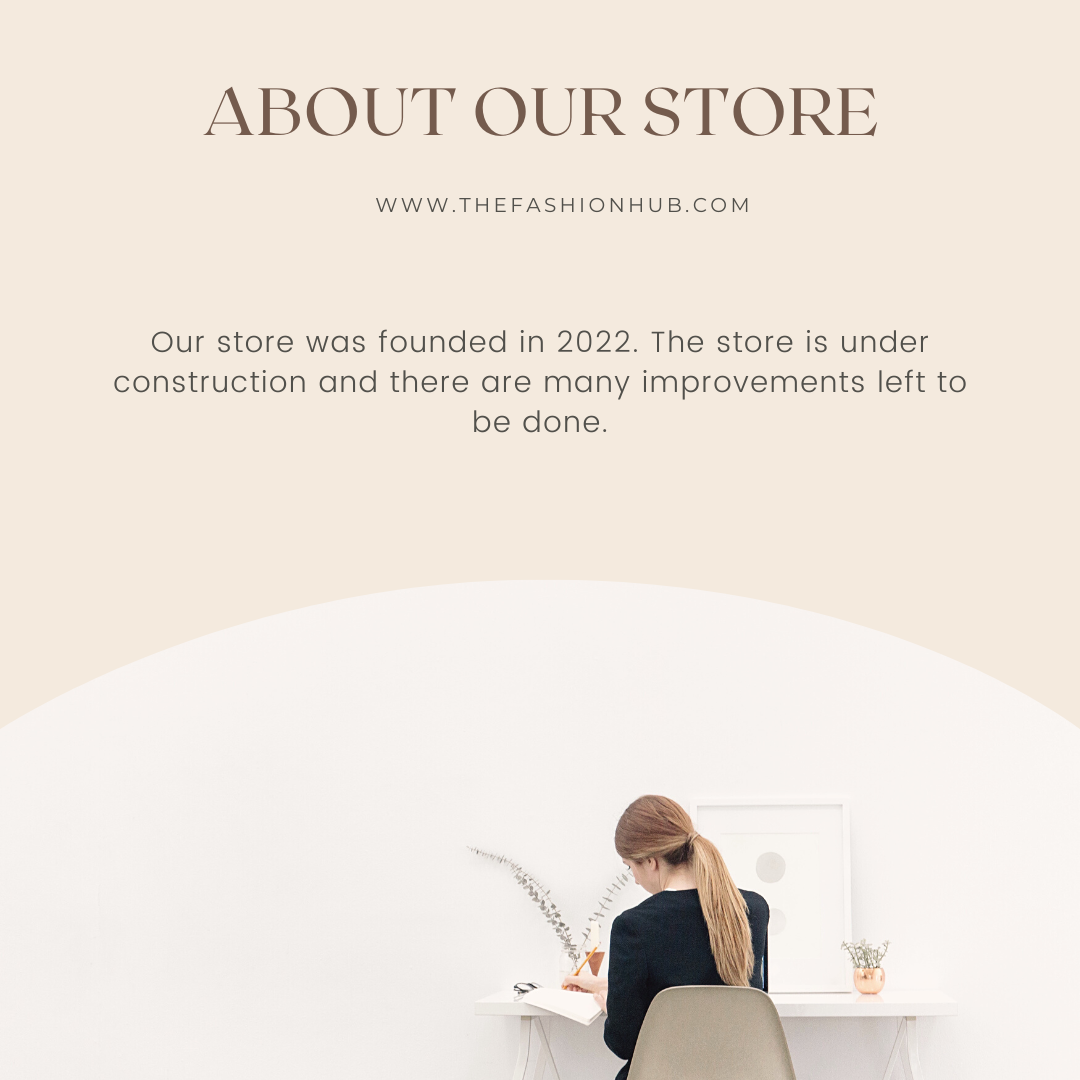 ABOUT OUR STORE
WWW.THEFASHIONHUB.COM
Our store was founded in 2022. The store is under
construction and there are many improvements left to
be done.